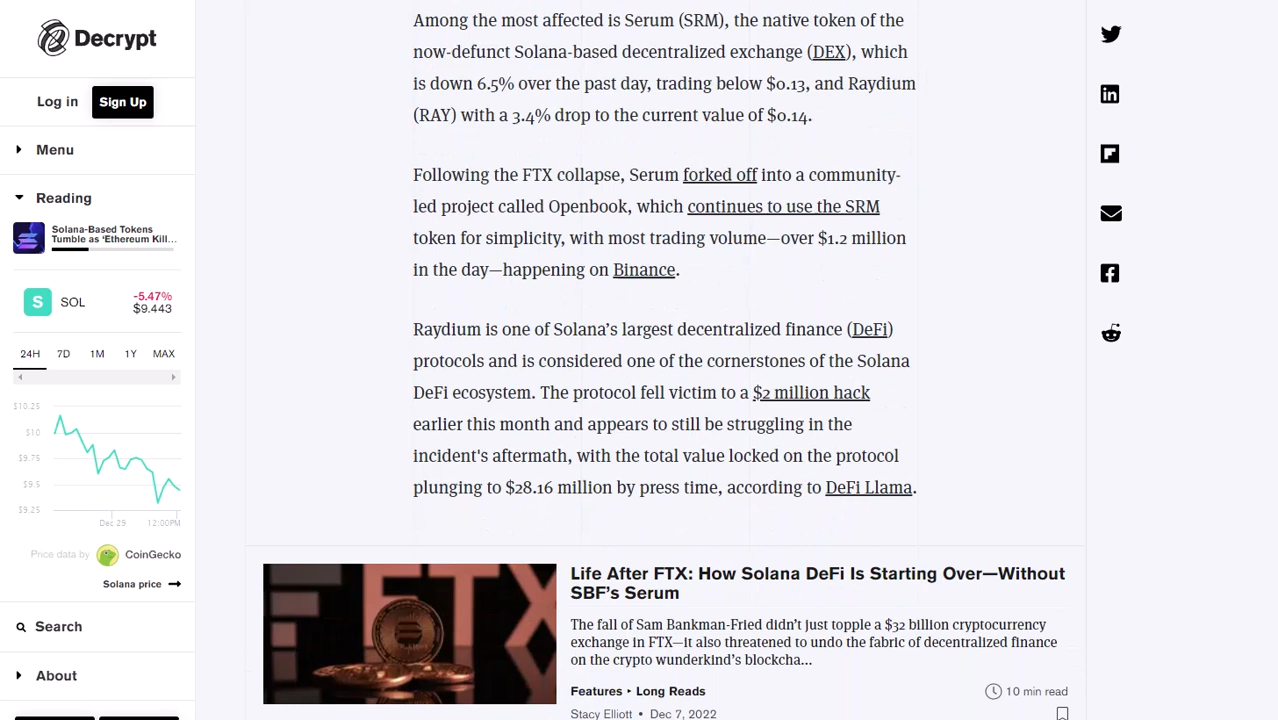 Decrypt
Log in
Sign Up
Menu
Reading
Solana-Based Tokens
Tumble as ‘Ethereum Kill...
S
SOL
-5.47%
$9.443
24H
7D
1M
1Y
MAX
$10.25
$10
$9.75
$9.5
$9.25
Dec 29
12:00PM
Price data by
CoinGecko
Solana price
Search
About
Among the most affected is Serum (SRM), the native token of the
now-defunct Solana-based decentralized exchange (DEX), which
is down 6.5% over the past day, trading below $0.13, and Raydium
(RAY) with a 3.4% drop to the current value of $0.14.
Following the FTX collapse, Serum forked off into a community-
led project called Openbook, which continues to use the SRM
token for simplicity, with most trading volume—over $1.2 million
in the day—happening on Binance.
Raydium is one of Solana’s largest decentralized finance (DeFi)
protocols and is considered one of the cornerstones of the Solana
DeFi ecosystem. The protocol fell victim to a $2 million hack
earlier this month and appears to still be struggling in the
incident's aftermath, with the total value locked on the protocol
plunging to $28.16 million by press time, according to DeFi Llama.
FTX
Life After FTX: How Solana DeFi Is Starting Over—Without
SBF’s Serum
The fall of Sam Bankman-Fried didn’t just topple a $32 billion cryptocurrency
exchange in FTX—it also threatened to undo the fabric of decentralized finance
on the crypto wunderkind’s blockcha...
Features ‣ Long Reads
10 min read
Stacy Elliott • Dec 7, 2022